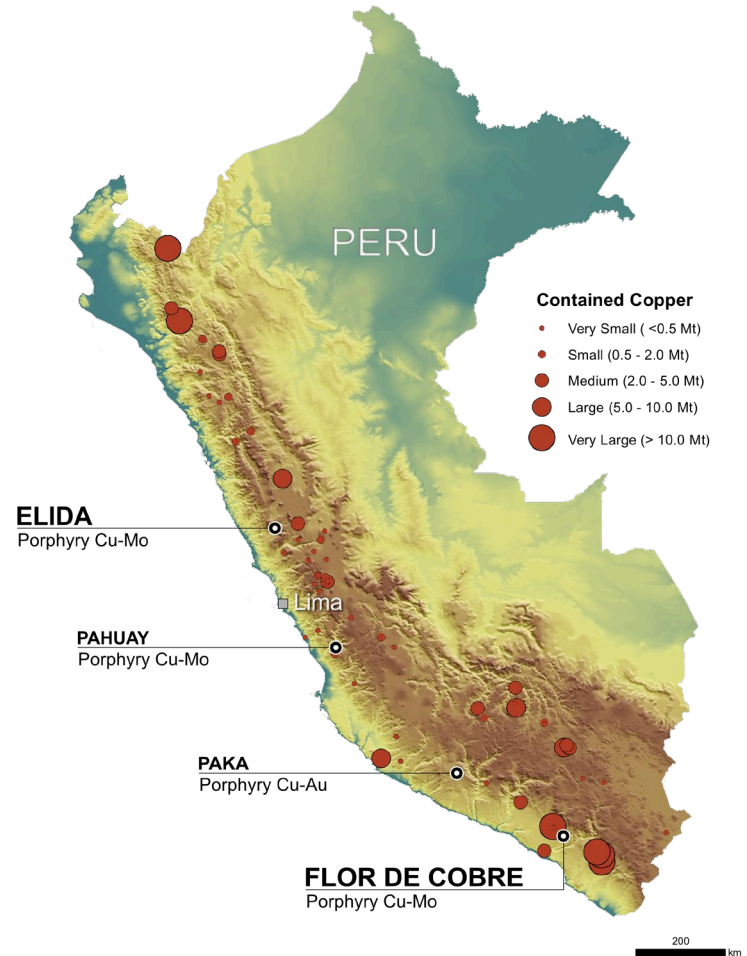 PERU
Contained Copper
Very Small ( <0.5 Mt)
Small (0.5 - 2.0 Mt)
Medium (2.0 - 5.0 Mt)
Large (5.0 - 10.0 Mt)
Very Large (> 10.0 Mt)
ELIDA
Porphyry Cu-Mo
Lima
PAHUAY
Porphyry Cu-Mo
PAKA
Porphyry Cu-Au
FLOR DE COBRE
Porphyry Cu-Mo
200
km